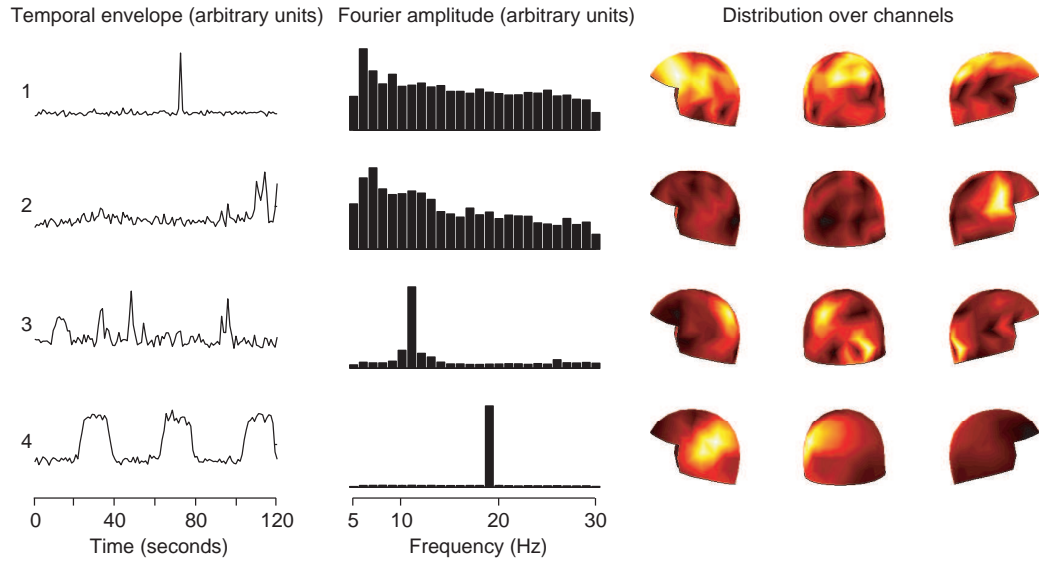 Temporal envelope (arbitrary units) Fourier amplitude (arbitrary units) Distribution over channels
1
2
3
4
0 40 80 120 5 10 20 30
Time (seconds) Frequency (Hz)